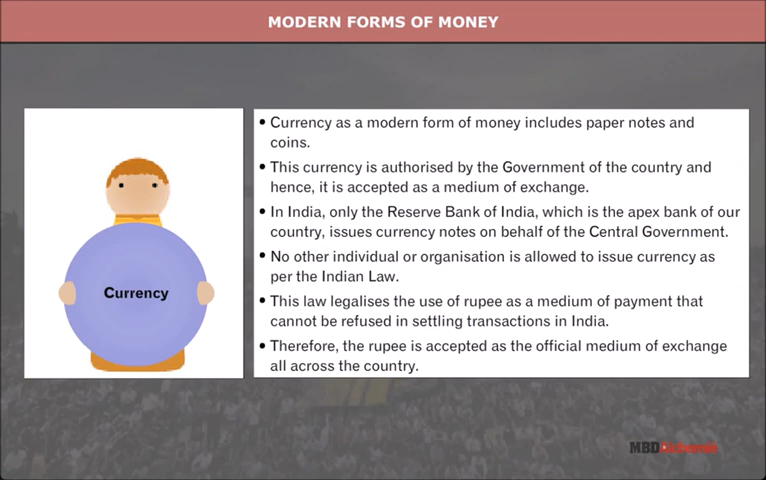 MODERN FORMS OF MONEY
Currency
• Currency as a modern form of money includes paper notes and
coins.
• This currency is authorised by the Government of the country and
hence, it is accepted as a medium of exchange.
• In India, only the Reserve Bank of India, which is the apex bank of our
country, issues currency notes on behalf of the Central Government.
• No other individual or organisation is allowed to issue currency as
per the Indian Law.
• This law legalises the use of rupee as a medium of payment that
cannot be refused in settling transactions in India.
• Therefore, the rupee is accepted as the official medium of exchange
all across the country.
MBD